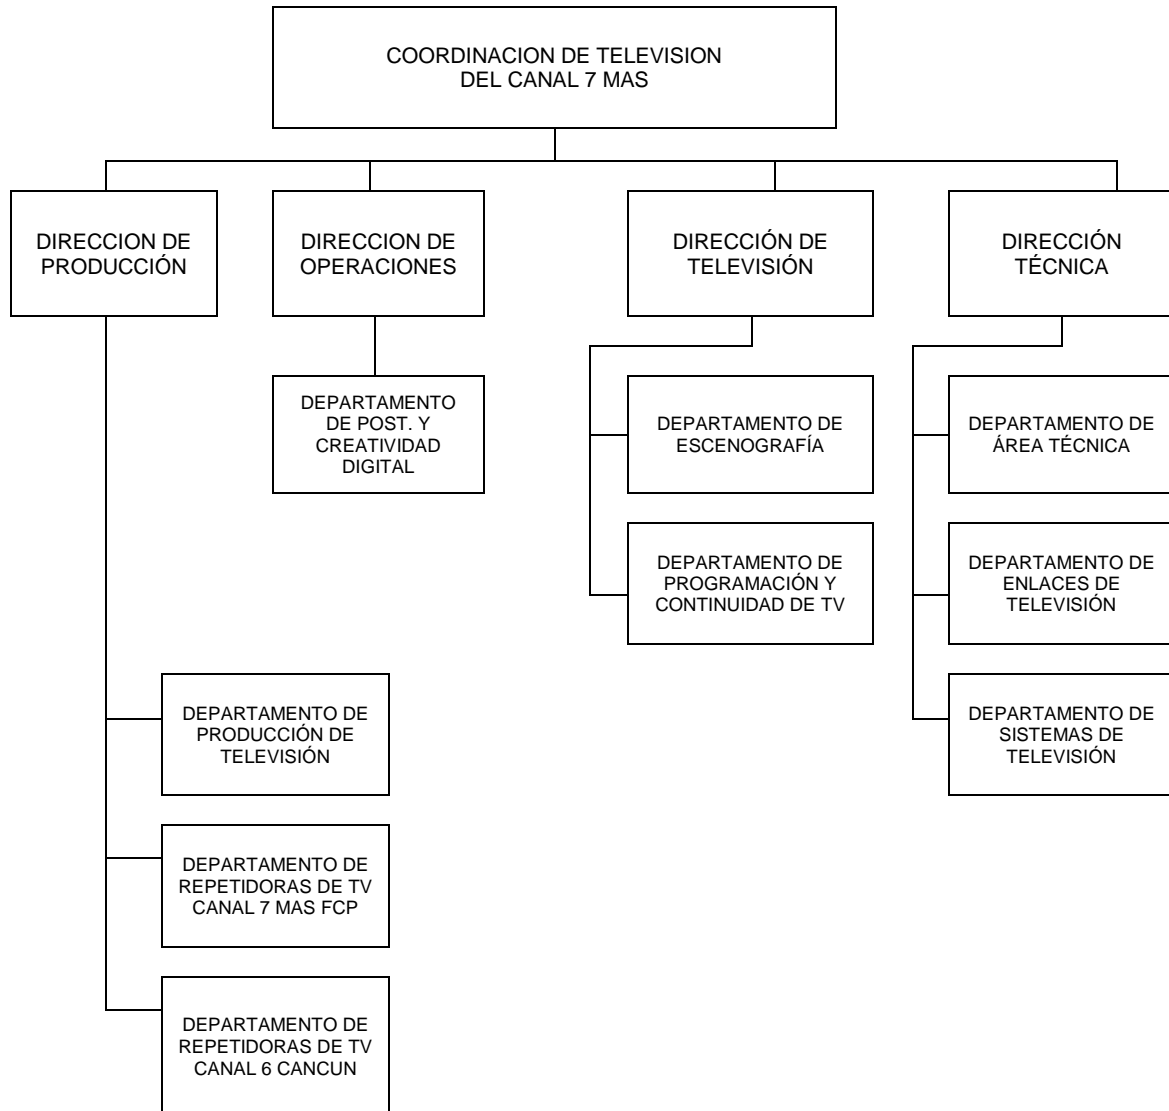 COORDINACION DE TELEVISION
DEL CANAL 7 MAS
DIRECCION DE
PRODUCCIÓN
DIRECCION DE
OPERACIONES
DIRECCIÓN DE
TELEVISIÓN
DIRECCIÓN
TÉCNICA
DEPARTAMENTO
DE POST. Y
CREATIVIDAD
DIGITAL
DEPARTAMENTO DE
ESCENOGRAFÍA
DEPARTAMENTO DE
ÁREA TÉCNICA
DEPARTAMENTO DE
PROGRAMACIÓN Y
CONTINUIDAD DE TV
DEPARTAMENTO DE
ENLACES DE
TELEVISIÓN
DEPARTAMENTO DE
PRODUCCIÓN DE
TELEVISIÓN
DEPARTAMENTO DE
SISTEMAS DE
TELEVISIÓN
DEPARTAMENTO DE
REPETIDORAS DE TV
CANAL 7 MAS FCP
DEPARTAMENTO DE
REPETIDORAS DE TV
CANAL 6 CANCUN